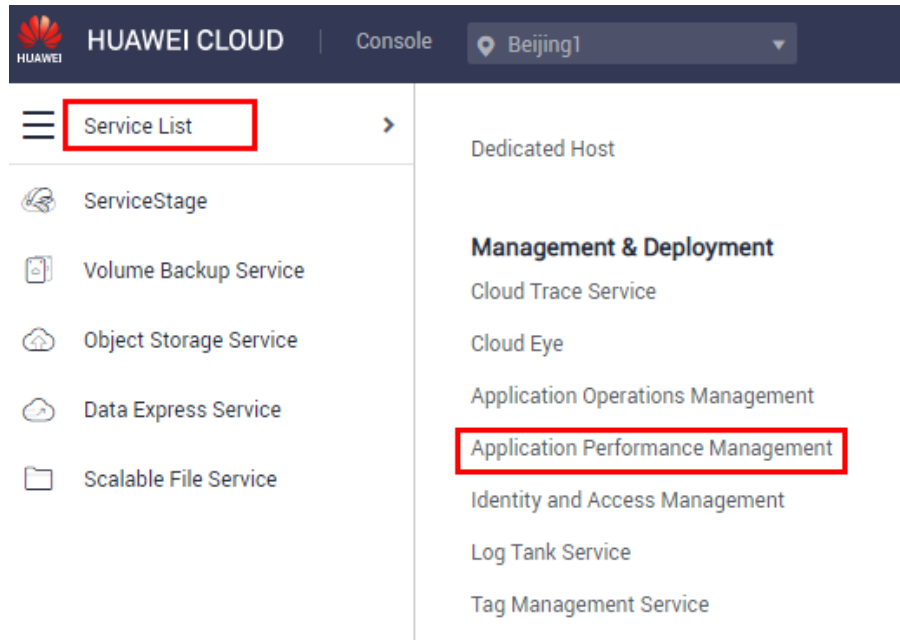 HUAWEI
HUAWEI CLOUD
Console
Beijing1
Service List
ServiceStage
Volume Backup Service
Object Storage Service
Data Express Service
Scalable File Service
Dedicated Host
Management & Deployment
Cloud Trace Service
Cloud Eye
Application Operations Management
Application Performance Management
Identity and Access Management
Log Tank Service
Tag Management Service